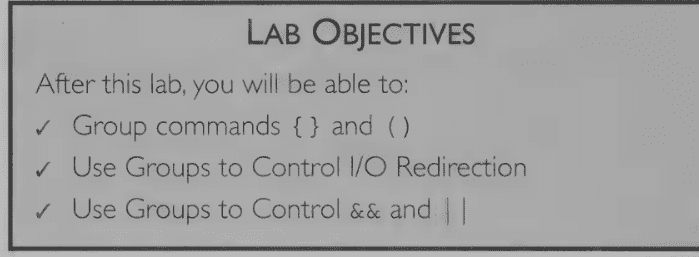 LAB OBJECTIVES
After this lab, you will be able to:
✓ Group commands { } and ( )
✓ Use Groups to Control I/O Redirection
✓ Use Groups to Control && and ||